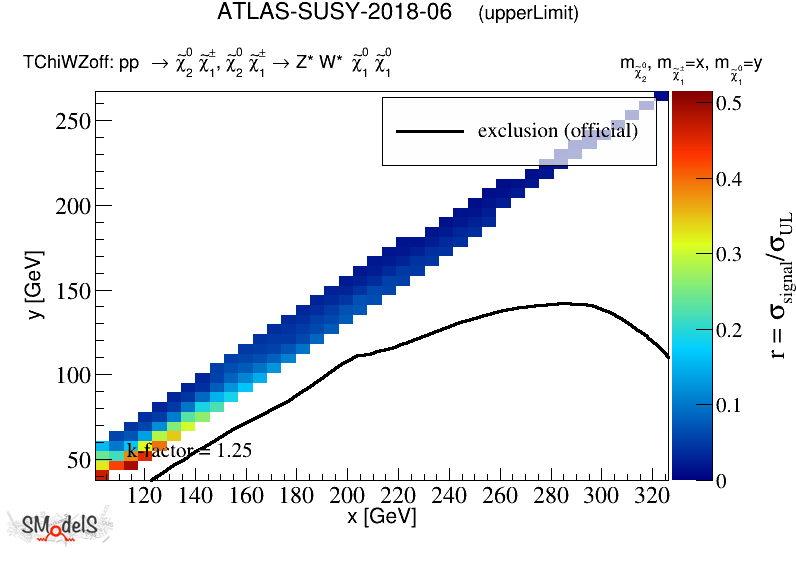 ATLAS-SUSY-2018-06 (upperLimit)
TChiWZoff: pp → χ̃₂⁰ χ̃₁±, χ̃₂⁰ χ̃₁± → Z* W* χ̃₁⁰ χ̃₁⁰
m_χ̃₂⁰, m_χ̃₁±=x, m_χ̃₁⁰=y
exclusion (official)
250
200
150
100
50
y [GeV]
k-factor = 1.25
120 140 160 180 200 220 240 260 280 300 320
x [GeV]
0.5
0.4
0.3
0.2
0.1
0
r = σ_signal/σ_UL
SModelS